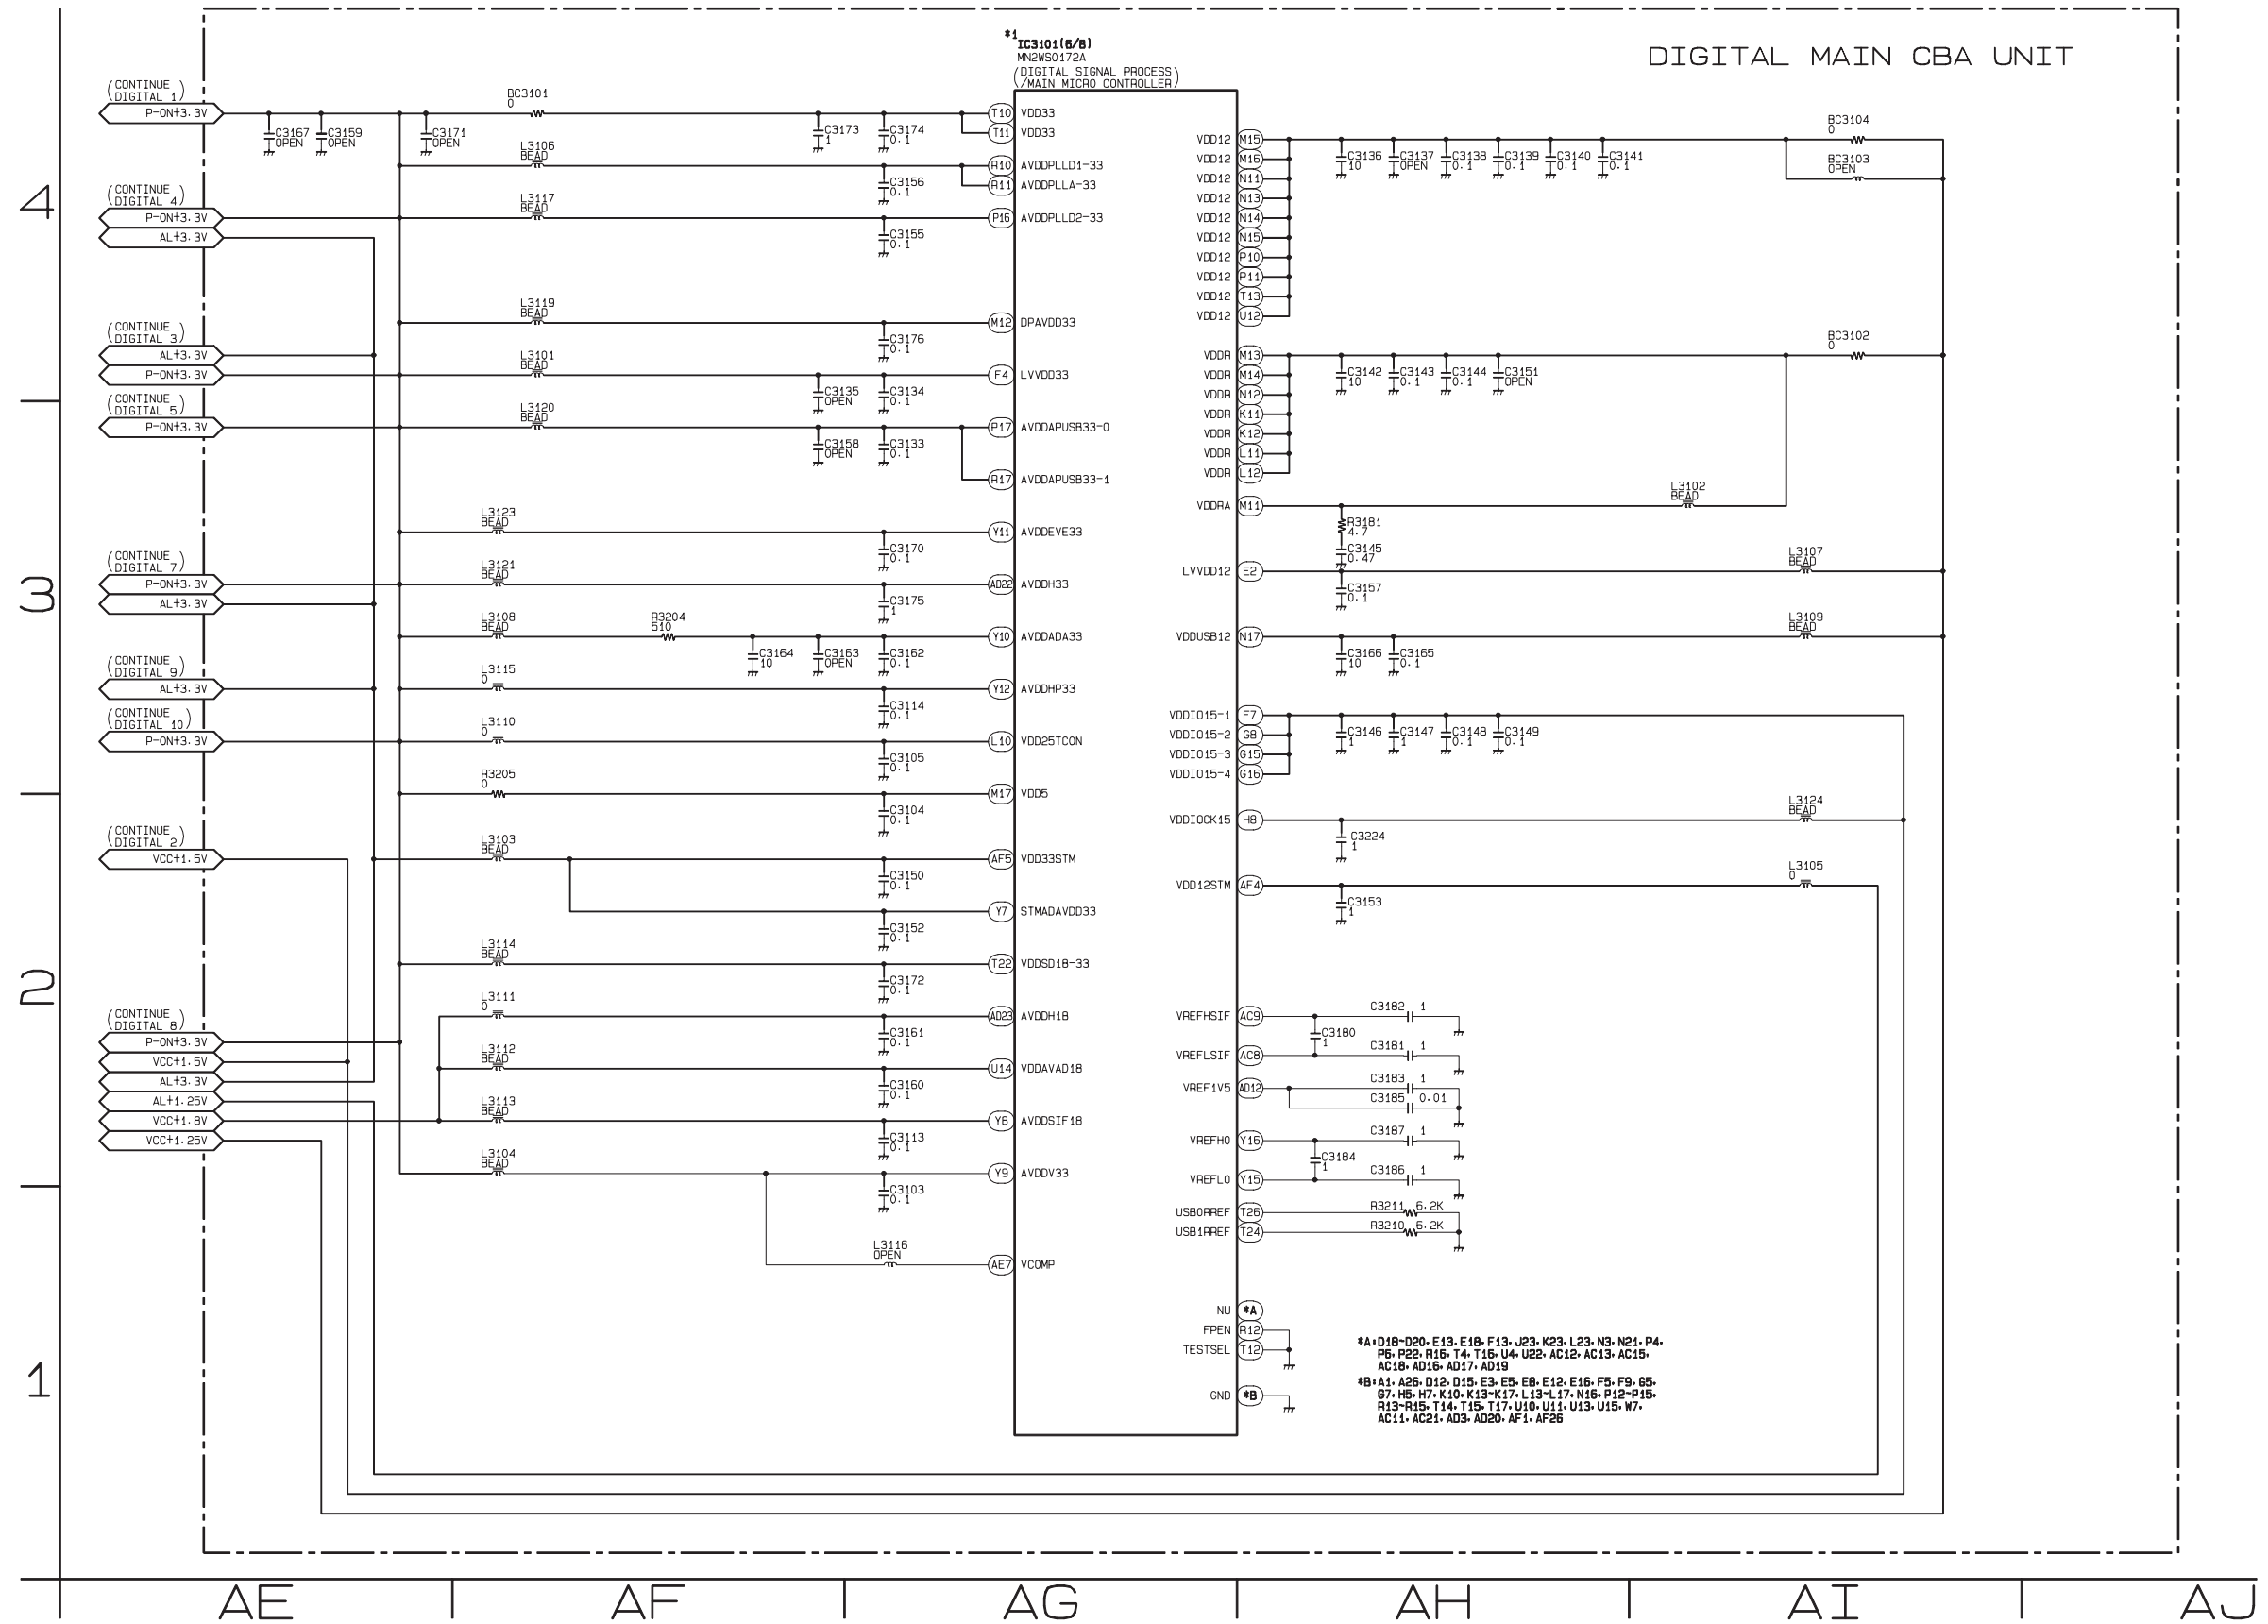 DIGITAL MAIN CBA UNIT
*1
IC3101(6/8)
MN2WS0172A
(DIGITAL SIGNAL PROCESS
/MAIN MICRO CONTROLLER)
(CONTINUE
DIGITAL 1)
P-ON+3.3V
C3167
OPEN
C3159
OPEN
C3171
OPEN
BC3101
0
C3173
1
C3174
0.1
T10 VDD33
T11 VDD33
L3106
BEAD
C3156
0.1
R10 AVDDPLLD1-33
R11 AVDDPLLA-33
(CONTINUE
DIGITAL 4)
P-ON+3.3V
AL+3.3V
L3117
BEAD
C3155
0.1
P16 AVDDPLLD2-33
L3119
BEAD
C3176
0.1
M12 DPAVDD33
(CONTINUE
DIGITAL 3)
AL+3.3V
P-ON+3.3V
L3101
BEAD
C3135
OPEN
C3134
0.1
F4 LVVDD33
(CONTINUE
DIGITAL 5)
P-ON+3.3V
L3120
BEAD
C3158
OPEN
C3133
0.1
P17 AVDDAPUSB33-0
R17 AVDDAPUSB33-1
L3123
BEAD
C3170
0.1
Y11 AVDDEVE33
(CONTINUE
DIGITAL 7)
P-ON+3.3V
AL+3.3V
L3121
BEAD
C3175
1
AD22 AVDDH33
L3108
BEAD
R3204
510
C3164
10
C3163
OPEN
C3162
0.1
Y10 AVDDADA33
(CONTINUE
DIGITAL 9)
AL+3.3V
L3115
0
C3114
0.1
Y12 AVDDHP33
(CONTINUE
DIGITAL 10)
P-ON+3.3V
L3110
0
C3105
0.1
L10 VDD25TCON
R3205
0
C3104
0.1
M17 VDD5
(CONTINUE
DIGITAL 2)
VCC+1.5V
L3103
BEAD
C3150
0.1
AF5 VDD33STM
C3152
0.1
Y7 STMADAVDD33
L3114
BEAD
C3172
0.1
T22 VDDSD18-33
(CONTINUE
DIGITAL 8)
P-ON+3.3V
VCC+1.5V
AL+3.3V
AL+1.25V
VCC+1.8V
VCC+1.25V
L3111
0
C3161
0.1
AD23 AVDDH18
L3112
BEAD
C3160
0.1
U14 VDDAVAD18
L3113
BEAD
C3113
0.1
Y8 AVDDSIF18
L3104
BEAD
C3103
0.1
Y9 AVDDV33
L3116
OPEN
AE7 VCOMP
VDD12 M15
VDD12 M16
VDD12 N11
VDD12 N13
VDD12 N14
VDD12 N15
VDD12 P10
VDD12 P11
VDD12 T13
VDD12 U12
C3136
10
C3137
OPEN
C3138
0.1
C3139
0.1
C3140
0.1
C3141
0.1
BC3104
0
BC3103
OPEN
VDDR M13
VDDR M14
VDDR N12
VDDR K11
VDDR K12
VDDR L11
VDDR L12
C3142
10
C3143
0.1
C3144
0.1
C3151
OPEN
BC3102
0
VDDRA M11
L3102
BEAD
R3181
4.7
C3145
0.47
LVVDD12 E2
C3157
0.1
L3107
BEAD
VDDUSB12 N17
C3166
10
C3165
0.1
L3109
BEAD
VDDIO15-1 F7
VDDIO15-2 G8
VDDIO15-3 G15
VDDIO15-4 G16
C3146
1
C3147
1
C3148
0.1
C3149
0.1
VDDIOCK15 H8
C3224
1
L3124
BEAD
VDD12STM AF4
C3153
1
L3105
0
VREFHSIF AC9
C3182 1
C3180
1
VREFLSIF AC8
C3181 1
VREF1V5 AD12
C3183 1
C3185 0.01
VREFH0 Y16
C3187 1
C3184
1
VREFL0 Y15
C3186 1
USB0RREF T26
R3211 6.2K
USB1RREF T24
R3210 6.2K
NU *A
FPEN R12
TESTSEL T12
GND *B
*A:D18~D20, E13, E18, F13, J23, K23, L23, N3, N21, P4,
P6, P22, R16, T4, T16, U4, U22, AC12, AC13, AC15,
AC18, AD16, AD17, AD19
*B:A1, A26, D12, D15, E3, E5, E8, E12, E16, F5, F9, G5,
G7, H5, H7, K10, K13~K17, L13~L17, N16, P12~P15,
R13~R15, T14, T15, T17, U10, U11, U13, U15, W7,
AC11, AC21, AD3, AD20, AF1, AF26
4
3
2
1
AE AF AG AH AI AJ